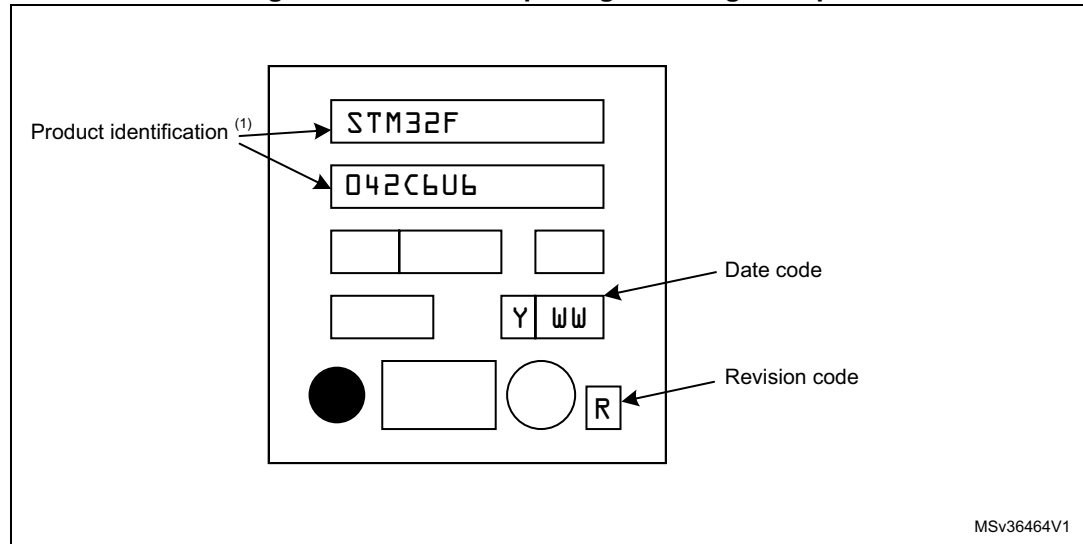 Product identification (1)
STM32F
042C6U6
Date code
Y WW
Revision code
R
MSv36464V1